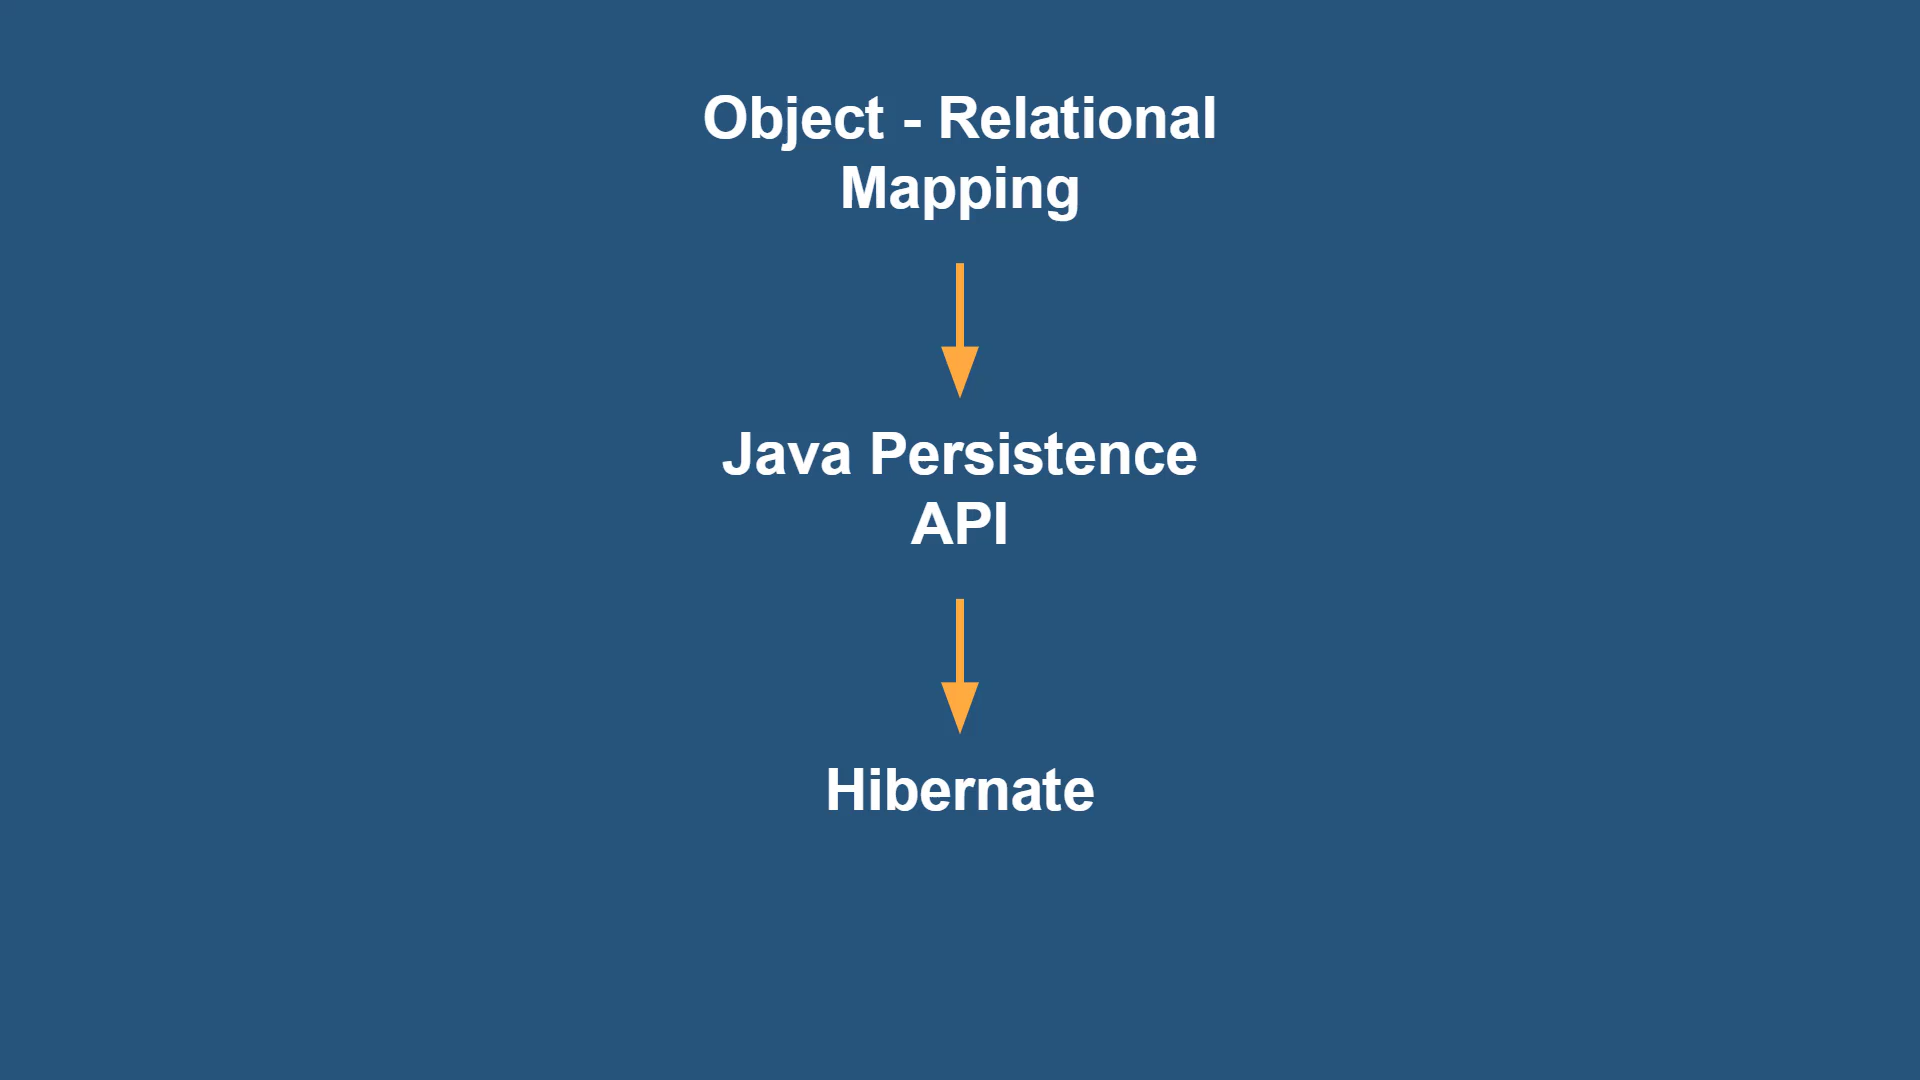 Object - Relational
Mapping
Java Persistence
API
Hibernate